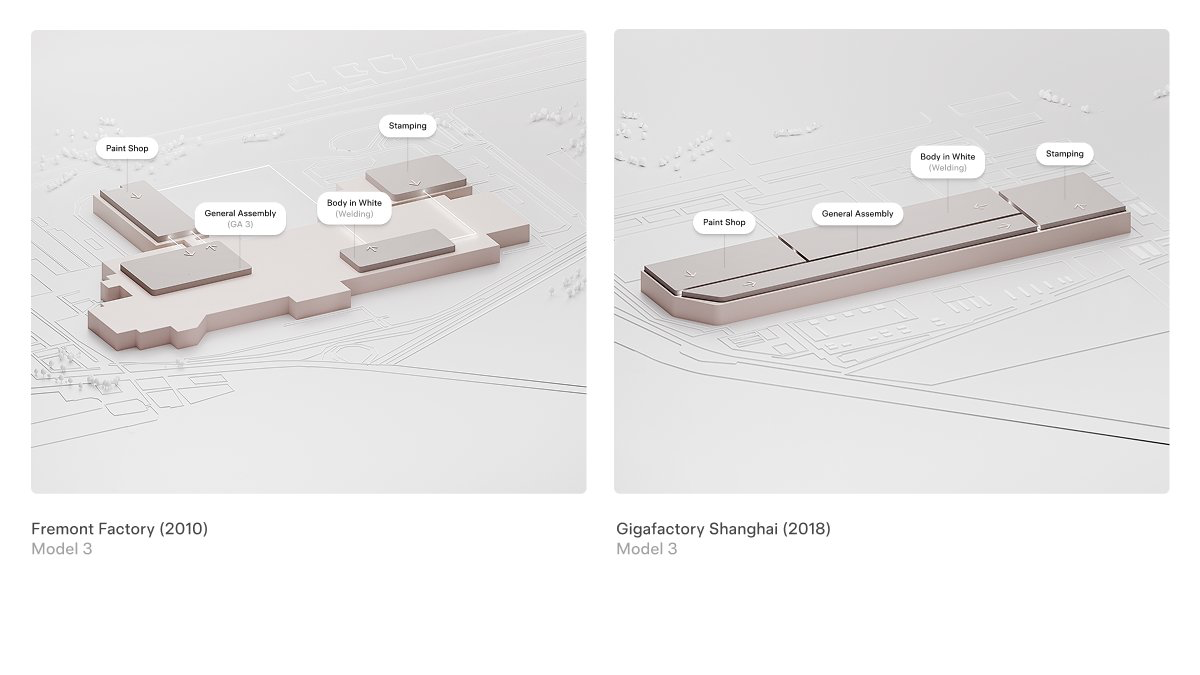 Stamping
Paint Shop
Body in White
(Welding)
General Assembly
(GA 3)
Fremont Factory (2010)
Model 3
Body in White
(Welding)
Stamping
General Assembly
Paint Shop
Gigafactory Shanghai (2018)
Model 3